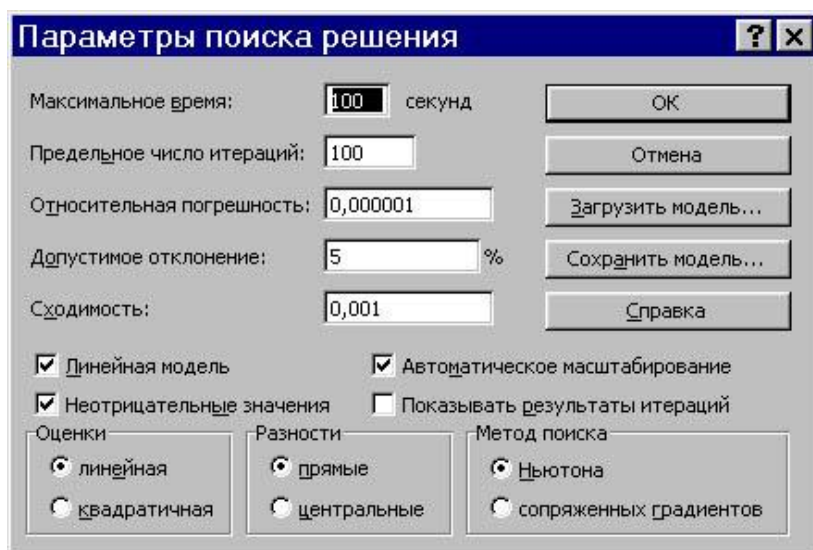 Параметры поиска решения
Максимальное время: 100 секунд OK
Предельное число итераций: 100 Отмена
Относительная погрешность: 0,000001 Загрузить модель...
Допустимое отклонение: 5 % Сохранить модель...
Сходимость: 0,001 Справка
Линейная модель Автоматическое масштабирование
Неотрицательные значения Показывать результаты итераций
Оценки Разности Метод поиска
линейная прямые Ньютона
квадратичная центральные сопряженных градиентов